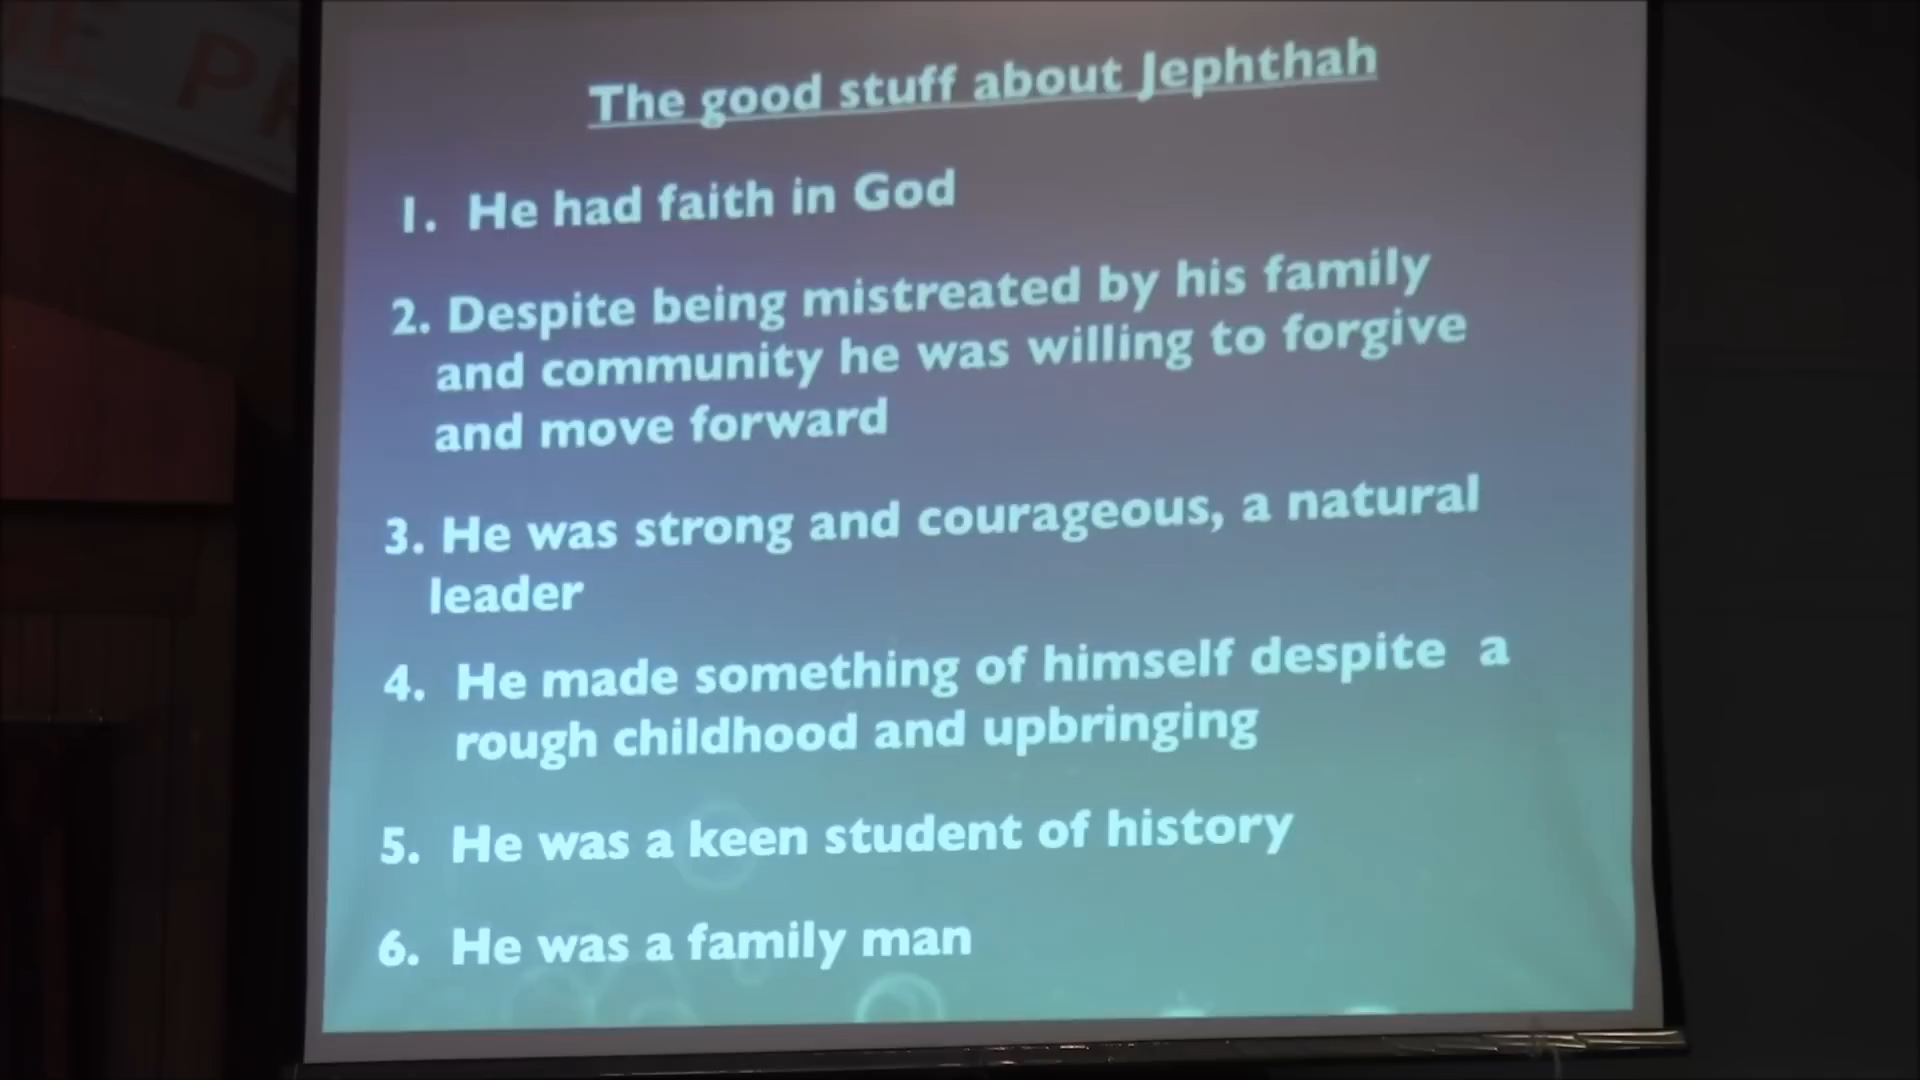 The good stuff about Jephthah
1. He had faith in God
2. Despite being mistreated by his family
and community he was willing to forgive
and move forward
3. He was strong and courageous, a natural
leader
4. He made something of himself despite a
rough childhood and upbringing
5. He was a keen student of history
6. He was a family man